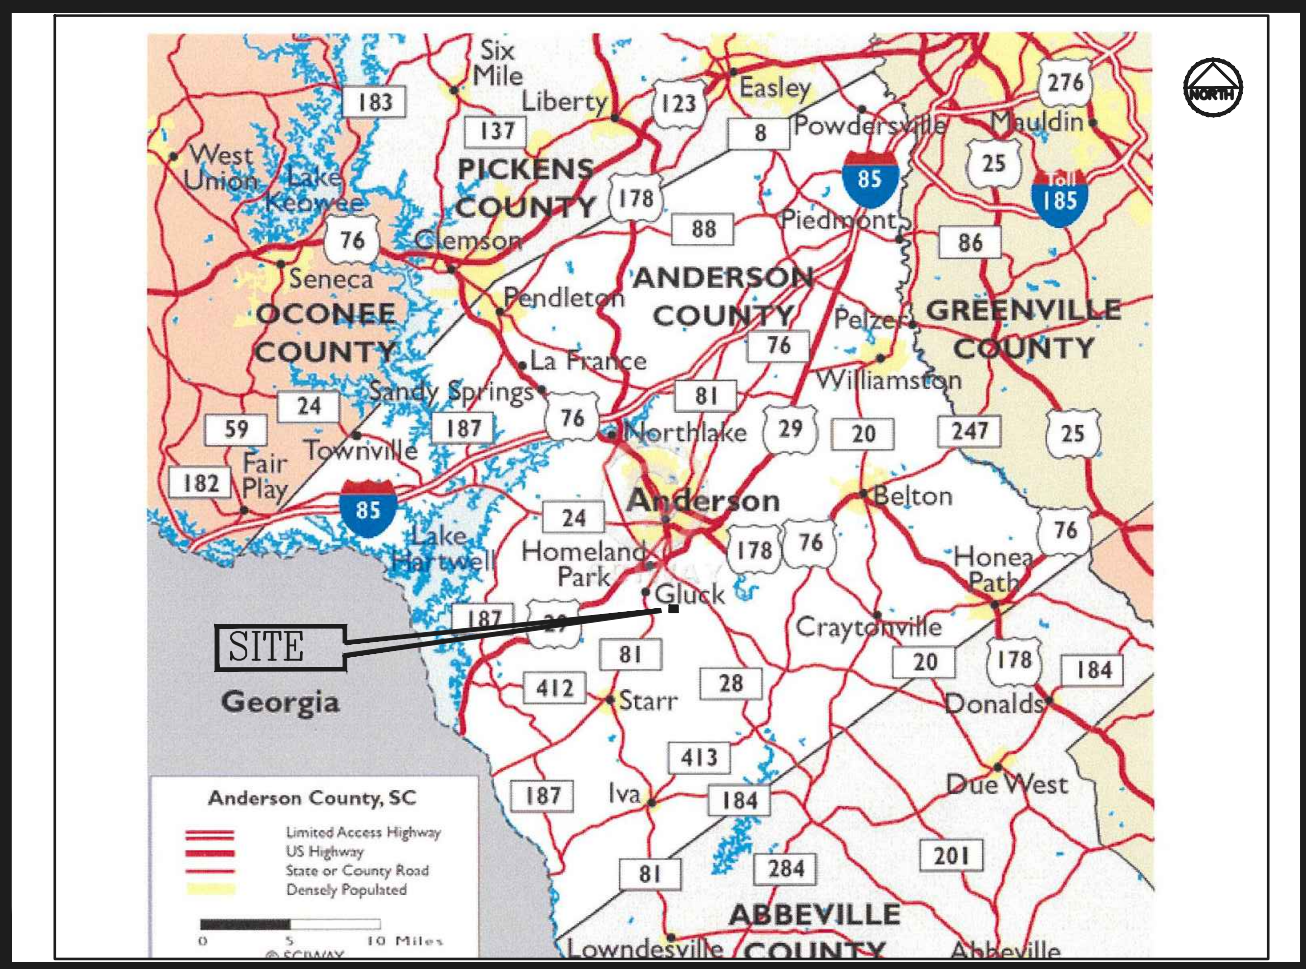 Six
Mile
183
137
Liberty
123
Easley
8
Powdersville
276
Mauldin
NORTH
West
Union
Lake
Keowee
PICKENS
COUNTY
178
85
25
Toll
185
76
Clemson
88
Piedmont
86
Seneca
OCONEE
COUNTY
Pendleton
ANDERSON
COUNTY
Pelzer
GREENVILLE
COUNTY
La France
76
Williamston
Sandy Springs
24
59
187
76
81
Northlake
29
20
247
25
Townville
Fair
Play
182
85
Anderson
Belton
24
Lake
Hartwell
Homeland
Park
178
76
76
Honea
Path
Gluck
187
29
SITE
81
Craytonville
20
178
184
Georgia
412
Starr
28
Donalds
413
Due West
187
Iva
184
Anderson County, SC
Limited Access Highway
US Highway
State or County Road
Densely Populated
0 5 10 Miles
© SCIWAY
81
284
201
ABBEVILLE
COUNTY
Lowndesville
Abbeville